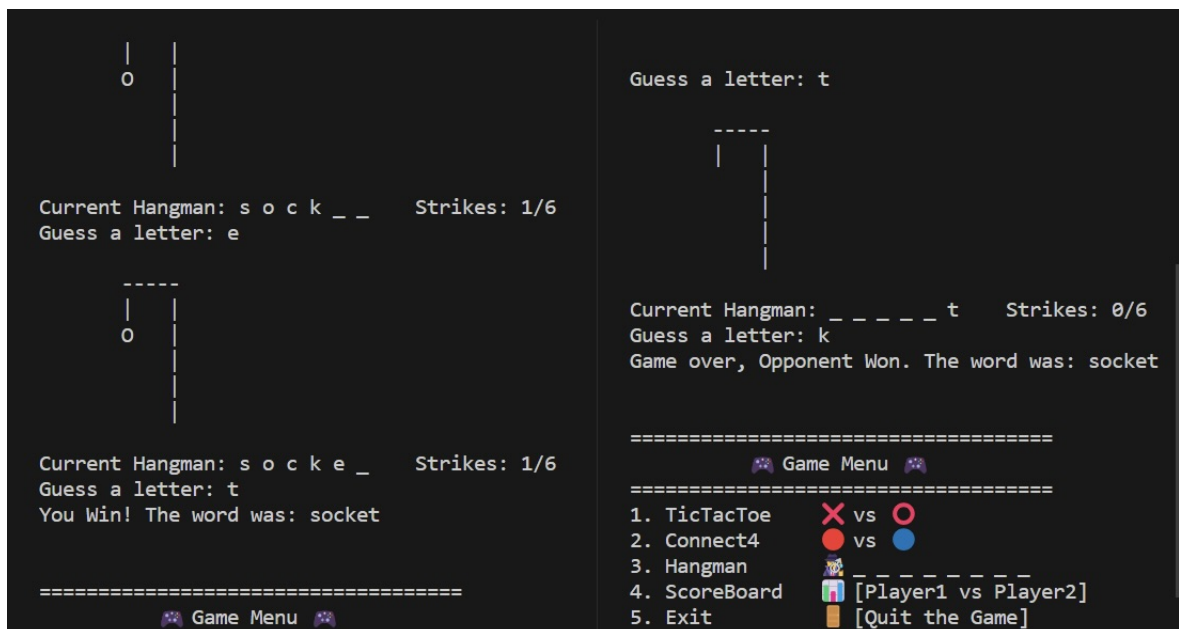 |   |
O   |
|
|
|
Current Hangman: s o c k _ _    Strikes: 1/6
Guess a letter: e
-----
|   |
O   |
|
|
|
Current Hangman: s o c k e _    Strikes: 1/6
Guess a letter: t
You Win! The word was: socket
====================================
🎮 Game Menu 🎮
Guess a letter: t
-----
|   |
|
|
|
|
Current Hangman: _ _ _ _ _ t    Strikes: 0/6
Guess a letter: k
Game over, Opponent Won. The word was: socket
====================================
🎮 Game Menu 🎮
====================================
1. TicTacToe    ❌ vs ⭕
2. Connect4     🔴 vs 🔵
3. Hangman      _ _ _ _ _ _ _ _
4. ScoreBoard   📊 [Player1 vs Player2]
5. Exit         🚪 [Quit the Game]